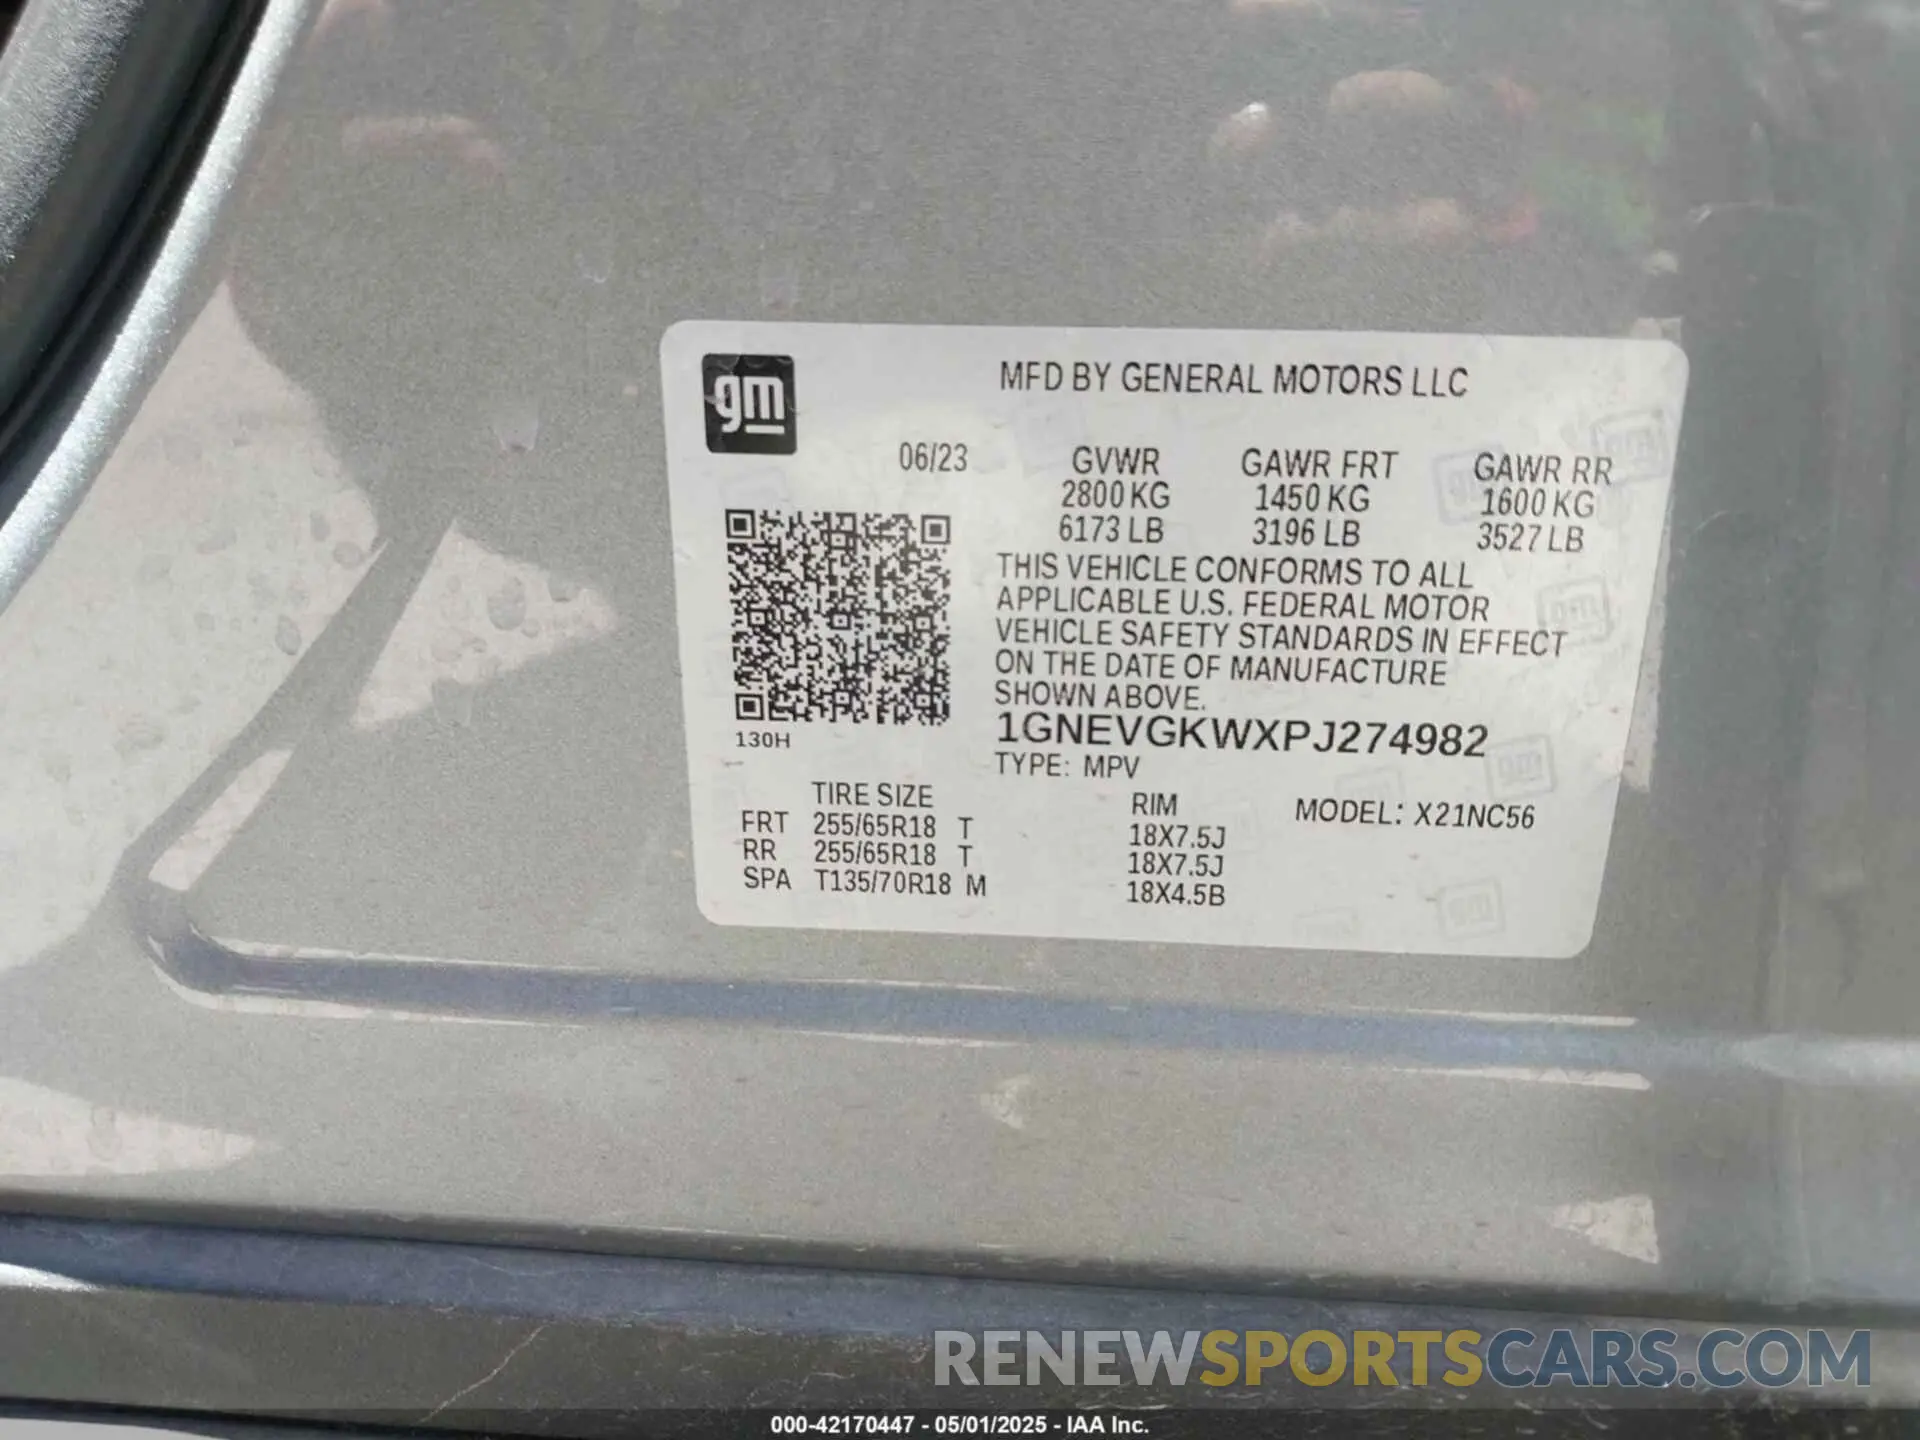 gm
MFD BY GENERAL MOTORS LLC
06/23 GVWR GAWR FRT GAWR RR
2800 KG 1450 KG 1600 KG
6173 LB 3196 LB 3527 LB
THIS VEHICLE CONFORMS TO ALL
APPLICABLE U.S. FEDERAL MOTOR
VEHICLE SAFETY STANDARDS IN EFFECT
ON THE DATE OF MANUFACTURE
SHOWN ABOVE.
1GNEVGKWXPJ274982
130H
TYPE: MPV
TIRE SIZE RIM MODEL: X21NC56
FRT 255/65R18 T 18X7.5J
RR 255/65R18 T 18X7.5J
SPA T135/70R18 M 18X4.5B
RENEWSPORTSCARS.COM
000-42170447 - 05/01/2025 - IAA Inc.